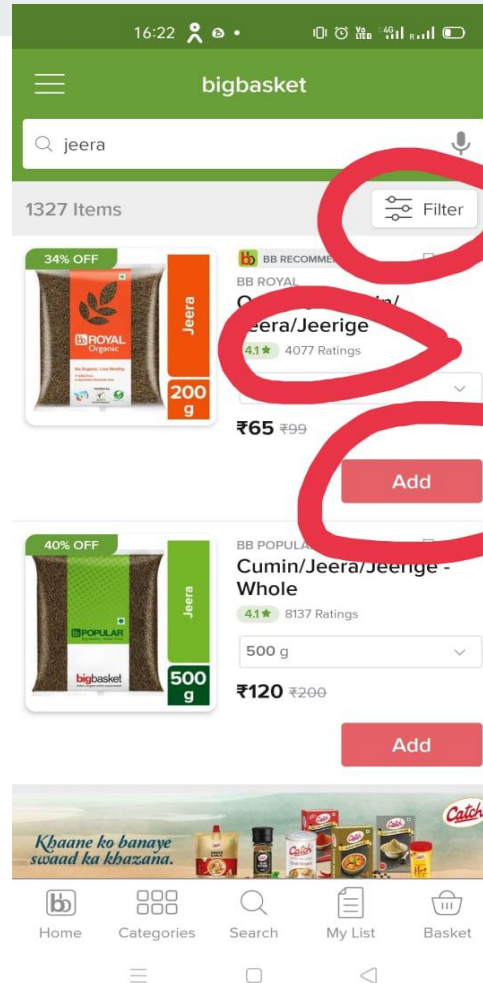 16:22
bigbasket
jeera
1327 Items
Filter
34% OFF
bb ROYAL
Organic
Jeera
200
g
BB
BB ROYAL
Jeera/Jeerige
4.1★ 4077 Ratings
₹65 ₹99
Add
40% OFF
bb POPULAR
bigbasket
Jeera
500
g
Cumin/Jeera/Jeerige -
Whole
4.1★ 8137 Ratings
500 g
₹120 ₹200
Add
Khaane ko banaye
swaad ka khazana.
Catch
bb
Home
Categories
Search
My List
Basket